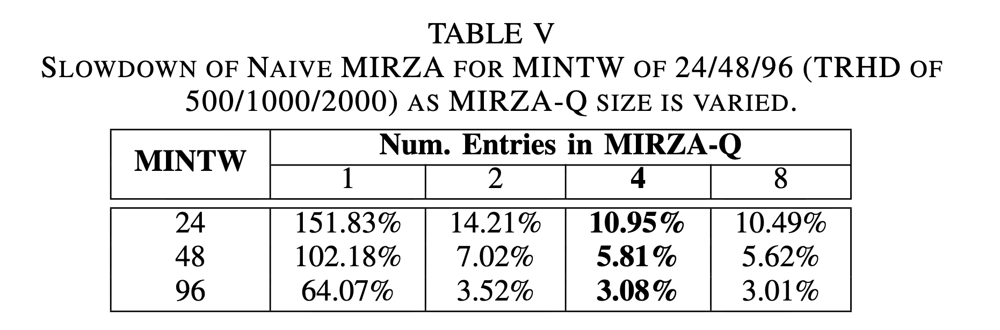 TABLE V
SLOWDOWN OF NAIVE MIRZA FOR MINTW OF 24/48/96 (TRHD OF
500/1000/2000) AS MIRZA-Q SIZE IS VARIED.
MINTW Num. Entries in MIRZA-Q
1 2 4 8
24 151.83% 14.21% 10.95% 10.49%
48 102.18% 7.02% 5.81% 5.62%
96 64.07% 3.52% 3.08% 3.01%